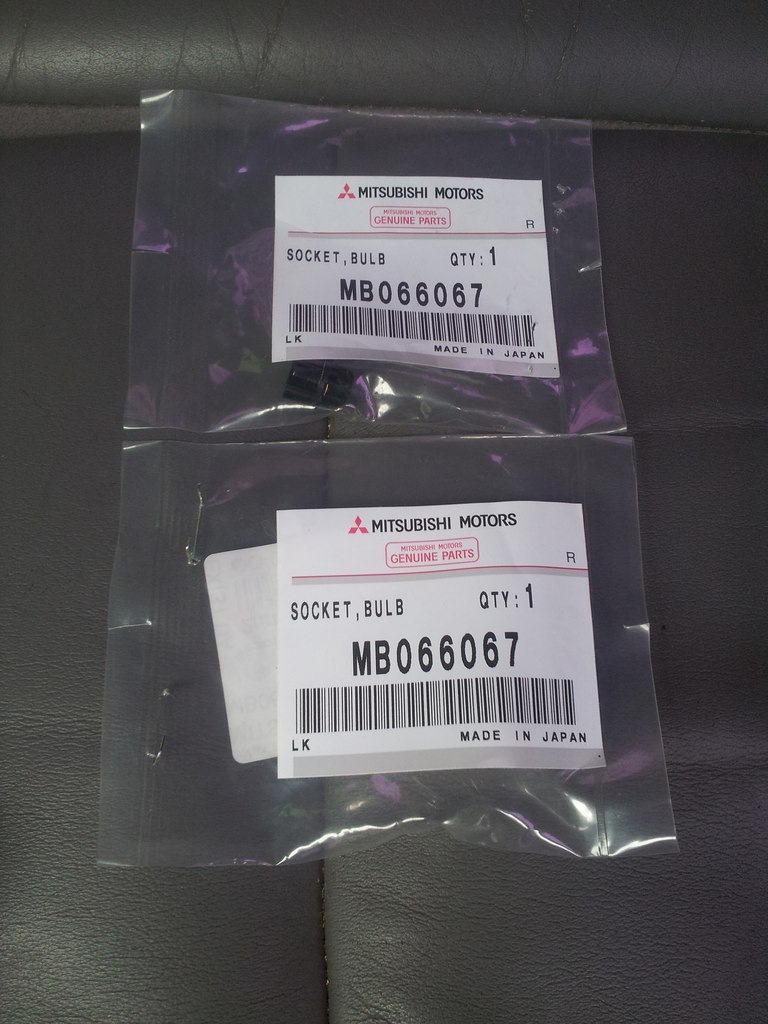 MITSUBISHI MOTORS
MITSUBISHI MOTORS
GENUINE PARTS
R
SOCKET,BULB QTY:1
MB066067
LK MADE IN JAPAN
MITSUBISHI MOTORS
MITSUBISHI MOTORS
GENUINE PARTS
R
SOCKET,BULB QTY:1
MB066067
LK MADE IN JAPAN